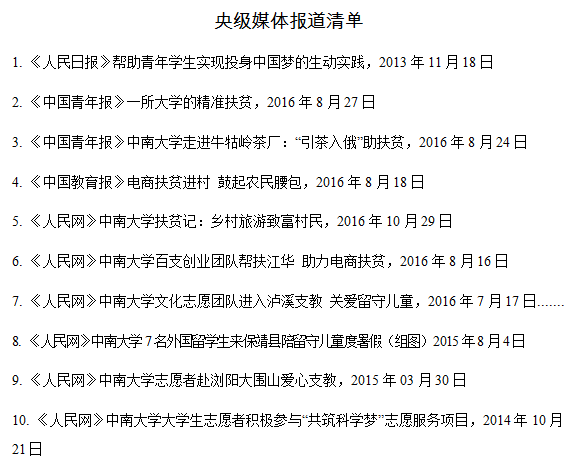 央级媒体报道清单
1. 《人民日报》帮助青年学生实现投身中国梦的生动实践，2013 年 11 月 18 日
2. 《中国青年报》一所大学的精准扶贫，2016 年 8 月 27 日
3. 《中国青年报》中南大学走进牛牯岭茶厂：“引茶入俄”助扶贫，2016 年 8 月 24 日
4. 《中国教育报》电商扶贫进村 鼓起农民腰包，2016 年 8 月 18 日
5. 《人民网》中南大学扶贫记：乡村旅游致富村民，2016 年 10 月 29 日
6. 《人民网》中南大学百支创业团队帮扶江华 助力电商扶贫，2016 年 8 月 16 日
7. 《人民网》中南大学文化志愿团队进入泸溪支教 关爱留守儿童，2016 年 7 月 17 日.......
8. 《人民网》中南大学 7 名外国留学生来保靖县陪留守儿童度暑假（组图）2015 年 8 月 4 日
9. 《人民网》中南大学志愿者赴浏阳大围山爱心支教，2015 年 03 月 30 日
10. 《人民网》中南大学大学生志愿者积极参与“共筑科学梦”志愿服务项目，2014 年 10 月
21 日